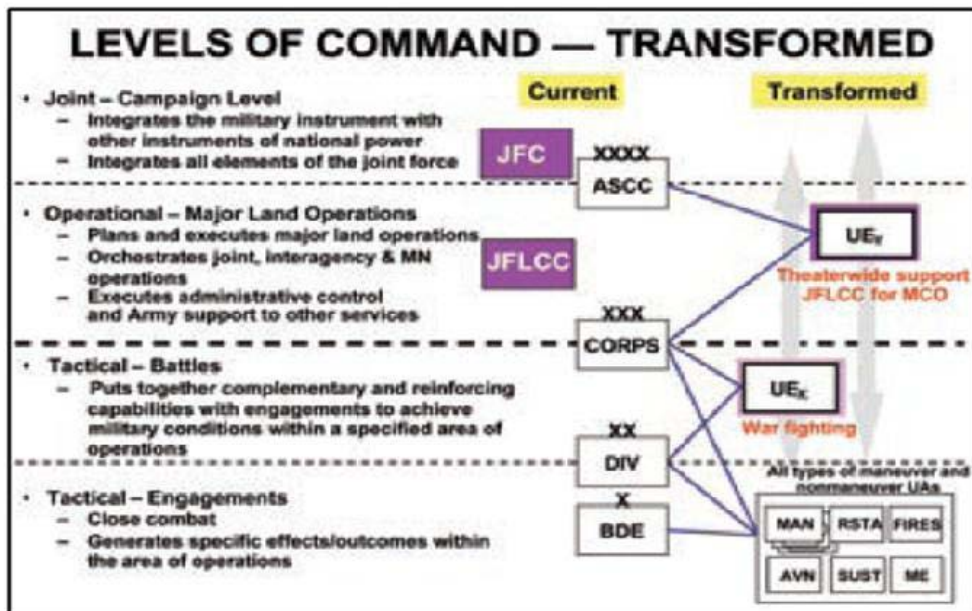 LEVELS OF COMMAND — TRANSFORMED
Current
Transformed
• Joint – Campaign Level
– Integrates the military instrument with
other instruments of national power
– Integrates all elements of the joint force
JFC
XXXX
ASCC
• Operational – Major Land Operations
– Plans and executes major land operations
– Orchestrates joint, interagency & MN
operations
– Executes administrative control
and Army support to other services
JFLCC
UEy
Theaterwide support
JFLCC for MCO
XXX
CORPS
• Tactical – Battles
– Puts together complementary and reinforcing
capabilities with engagements to achieve
military conditions within a specified area of
operations
UEx
War fighting
XX
DIV
• Tactical – Engagements
– Close combat
– Generates specific effects/outcomes within
the area of operations
X
BDE
All types of maneuver and
nonmaneuver UAs
MAN RSTA FIRES
AVN SUST ME